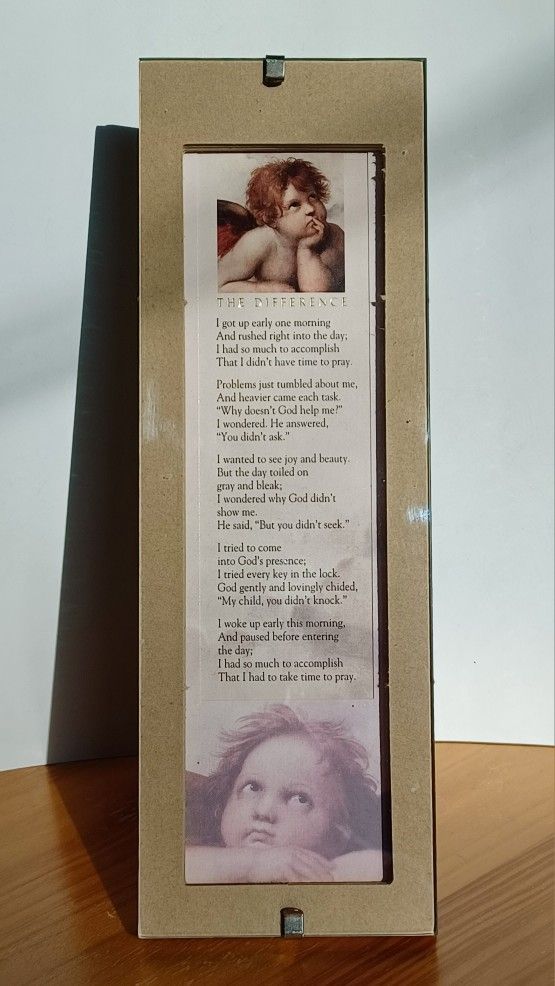 THE DIFFERENCE
I got up early one morning
And rushed right into the day;
I had so much to accomplish
That I didn't have time to pray.
Problems just tumbled about me,
And heavier came each task.
“Why doesn't God help me?”
I wondered. He answered,
“You didn't ask.”
I wanted to see joy and beauty.
But the day toiled on
gray and bleak;
I wondered why God didn't
show me.
He said, “But you didn't seek.”
I tried to come
into God's presence;
I tried every key in the lock.
God gently and lovingly chided,
“My child, you didn't knock.”
I woke up early this morning,
And paused before entering
the day;
I had so much to accomplish
That I had to take time to pray.